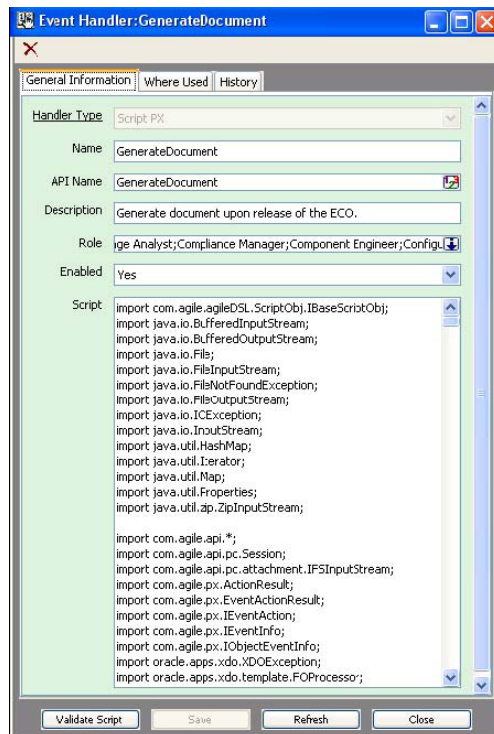 Event Handler:GenerateDocument
General Information Where Used History
Handler Type Script PX
Name GenerateDocument
API Name GenerateDocument
Description Generate document upon release of the ECO.
Role ge Analyst;Compliance Manager;Component Engineer;Configu
Enabled Yes
Script import com.agile.agileDSL.ScriptObj.IBaseScriptObj;
import java.io.BufferedInputStream;
import java.io.BufferedOutputStream;
import java.io.File;
import java.io.FileInputStream;
import java.io.FileNotFoundException;
import java.io.FileOutputStream;
import java.io.ICException;
import java.io.InputStream;
import java.util.HashMap;
import java.util.Iterator;
import java.util.Map;
import java.util.Properties;
import java.util.zip.ZipInputStream;
import com.agile.api.*;
import com.agile.api.pc.Session;
import com.agile.api.pc.attachment.IFSInputStream;
import com.agile.px.ActionResult;
import com.agile.px.EventActionResult;
import com.agile.px.IEventAction;
import com.agile.px.IEventInfo;
import com.agile.px.IObjectEventInfo;
import oracle.apps.xdo.XDOException;
import oracle.apps.xdo.template.FOProcessor;
Validate Script Save Refresh Close